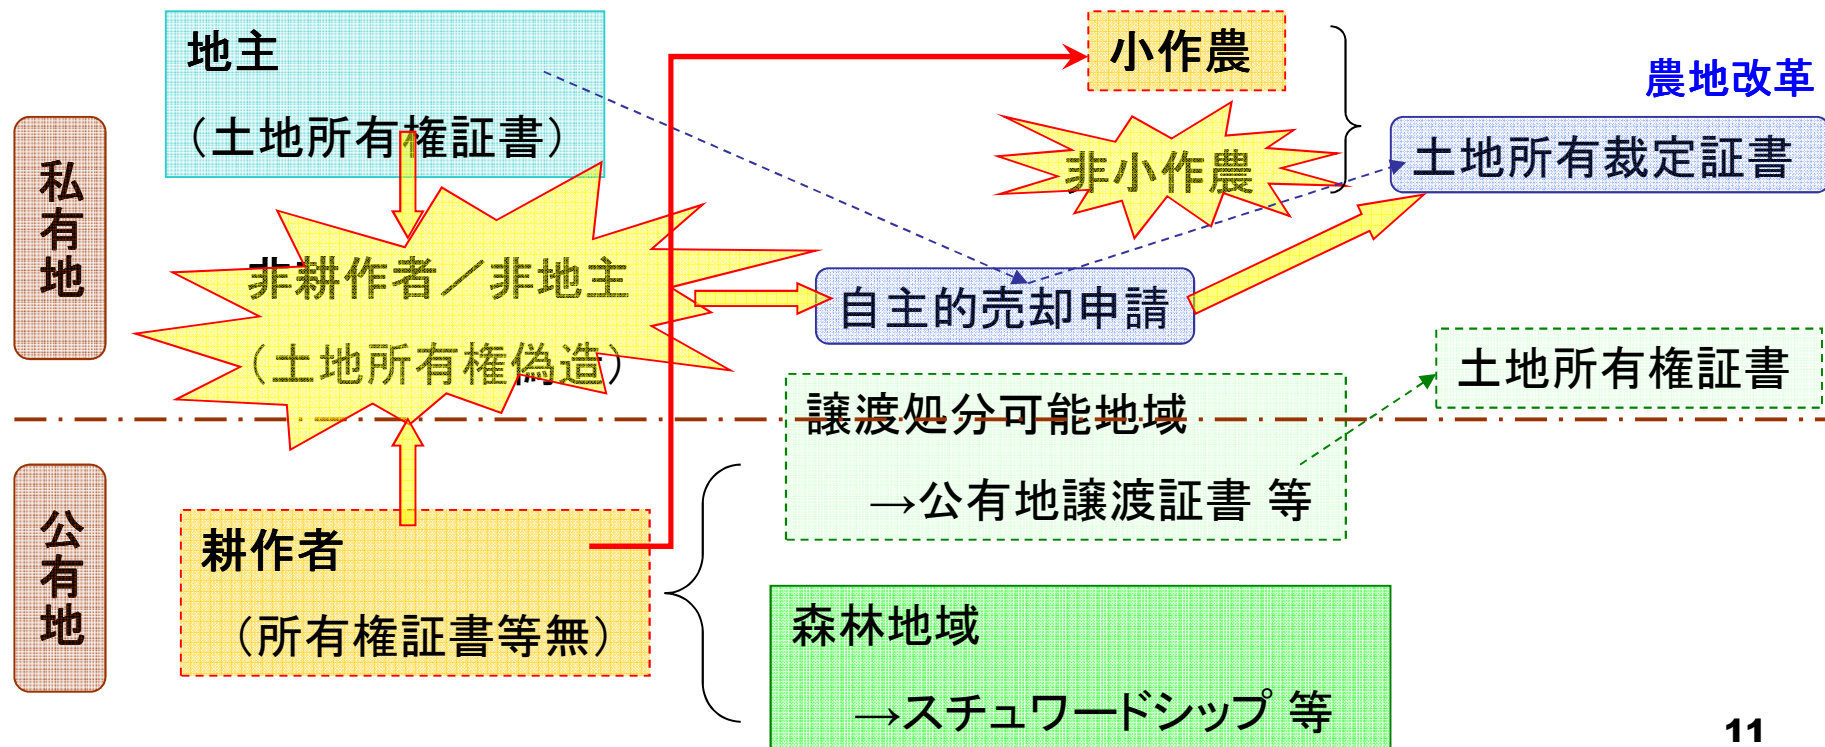 地主
（土地所有権証書）
小作農
農地改革
非小作農
土地所有裁定証書
私有地
非耕作者／非地主
（土地所有権偽造）
自主的売却申請
土地所有権証書
譲渡処分可能地域
→公有地譲渡証書 等
公有地
耕作者
（所有権証書等無）
森林地域
→スチュワードシップ 等
11